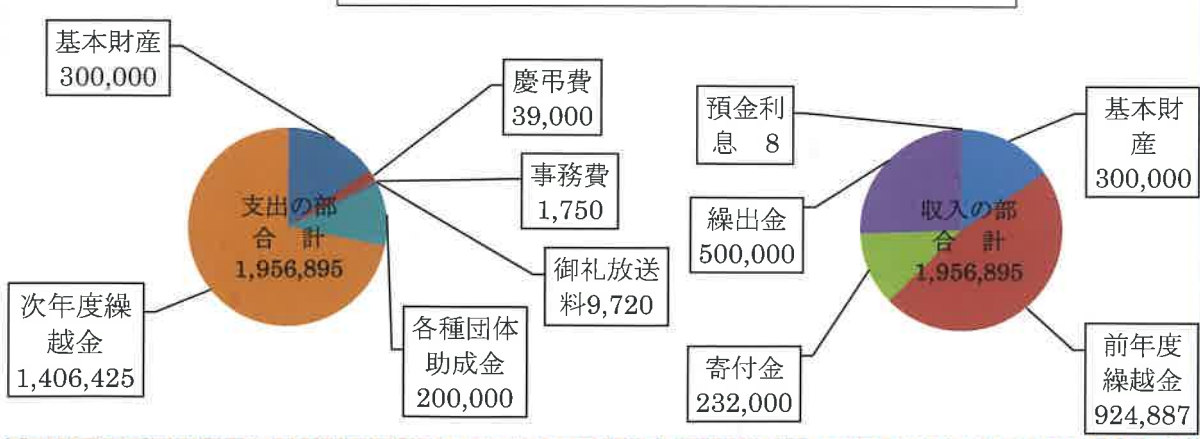 基本財産
300,000
慶弔費
39,000
事務費
1,750
御礼放送
料9,720
各種団体
助成金
200,000
次年度繰
越金
1,406,425
支出の部
合 計
1,956,895
預金利
息 8
基本財
産
300,000
繰出金
500,000
寄付金
232,000
前年度
繰越金
924,887
収入の部
合 計
1,956,895